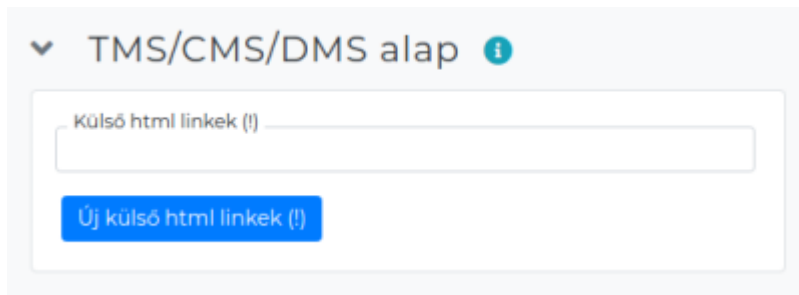 TMS/CMS/DMS alap
Külső html linkek (!)
Új külső html linkek (!)